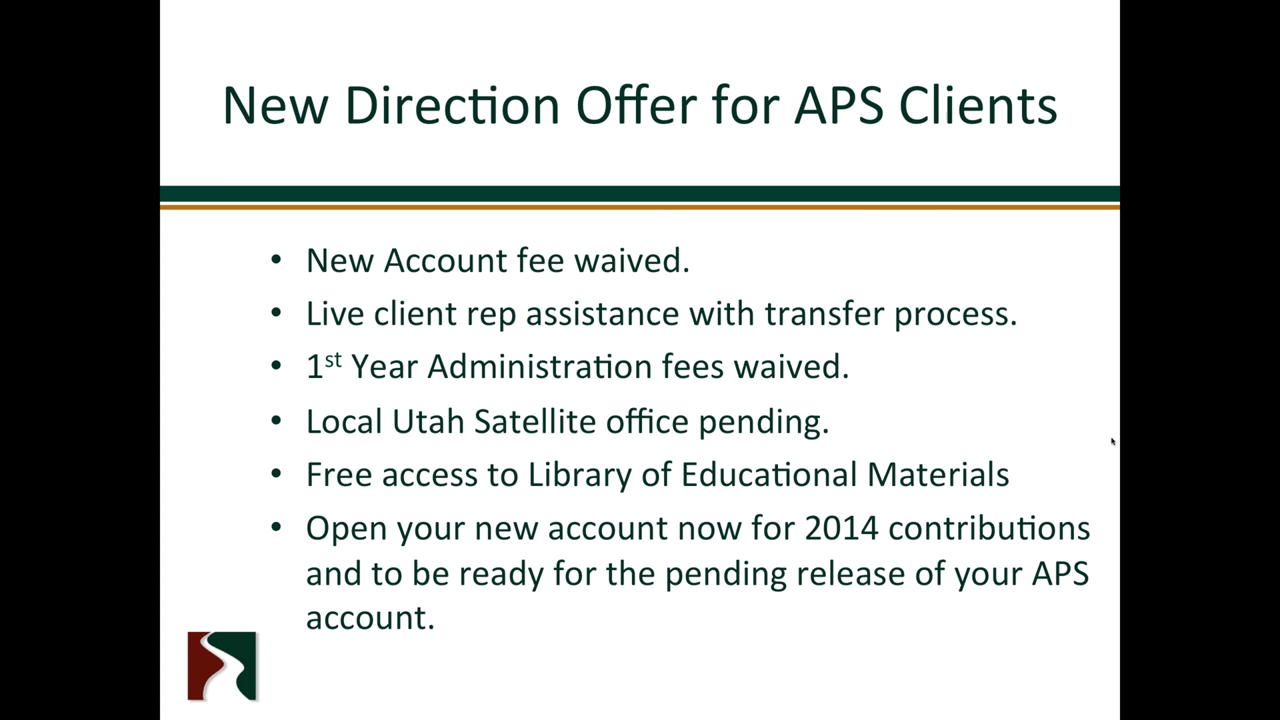 New Direction Offer for APS Clients
• New Account fee waived.
• Live client rep assistance with transfer process.
• 1st Year Administration fees waived.
• Local Utah Satellite office pending.
• Free access to Library of Educational Materials
• Open your new account now for 2014 contributions
and to be ready for the pending release of your APS
account.